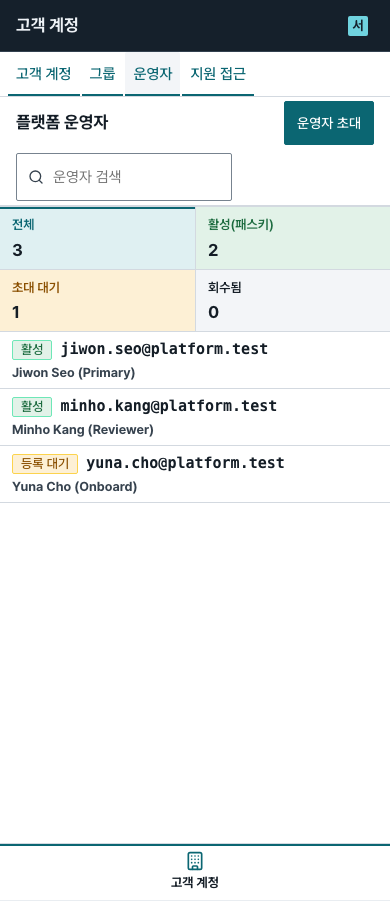 고객 계정
서
고객 계정
그룹
운영자
지원 접근
플랫폼 운영자
운영자 초대
운영자 검색
전체
3
활성(패스키)
2
초대 대기
1
회수됨
0
활성 jiwon.seo@platform.test
Jiwon Seo (Primary)
활성 minho.kang@platform.test
Minho Kang (Reviewer)
등록 대기 yuna.cho@platform.test
Yuna Cho (Onboard)
고객 계정